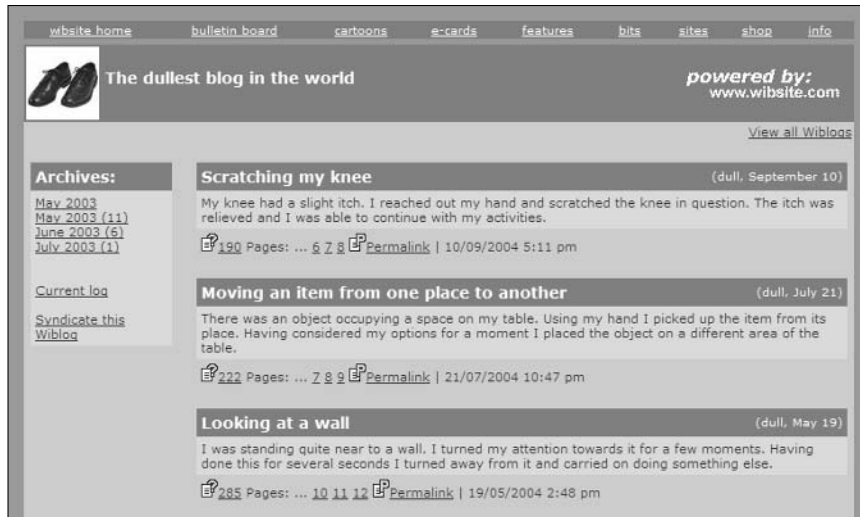 wibsite home bulletin board cartoons e-cards features bits sites shop info
The dullest blog in the world
powered by:
www.wibsite.com
View all Wiblogs
Archives:
May 2003
May 2003 (11)
June 2003 (6)
July 2003 (1)
Current log
Syndicate this
Wiblog
Scratching my knee (dull, September 10)
My knee had a slight itch. I reached out my hand and scratched the knee in question. The itch was
relieved and I was able to continue with my activities.
190 Pages: ... 6 7 8 Permalink | 10/09/2004 5:11 pm
Moving an item from one place to another (dull, July 21)
There was an object occupying a space on my table. Using my hand I picked up the item from its
place. Having considered my options for a moment I placed the object on a different area of the
table.
222 Pages: ... 7 8 9 Permalink | 21/07/2004 10:47 pm
Looking at a wall (dull, May 19)
I was standing quite near to a wall. I turned my attention towards it for a few moments. Having
done this for several seconds I turned away from it and carried on doing something else.
285 Pages: ... 10 11 12 Permalink | 19/05/2004 2:48 pm